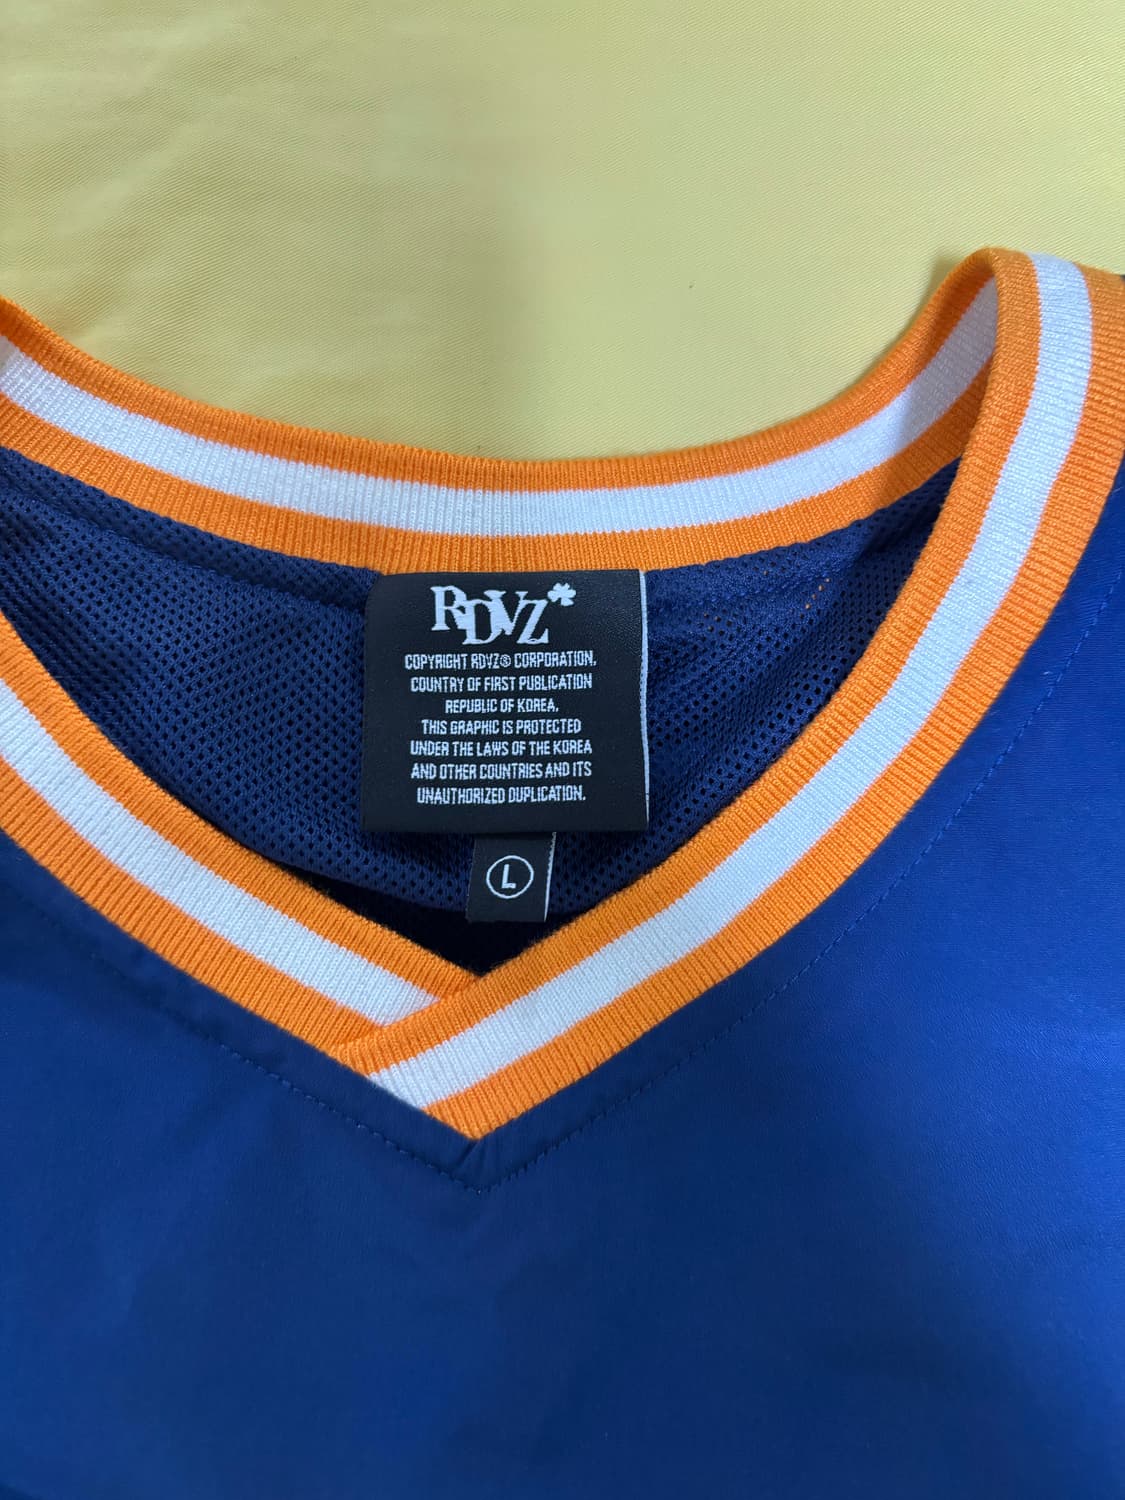 RDVZ
COPYRIGHT RDVZ® CORPORATION.
COUNTRY OF FIRST PUBLICATION
REPUBLIC OF KOREA.
THIS GRAPHIC IS PROTECTED
UNDER THE LAWS OF THE KOREA
AND OTHER COUNTRIES AND ITS
UNAUTHORIZED DUPLICATION.
L